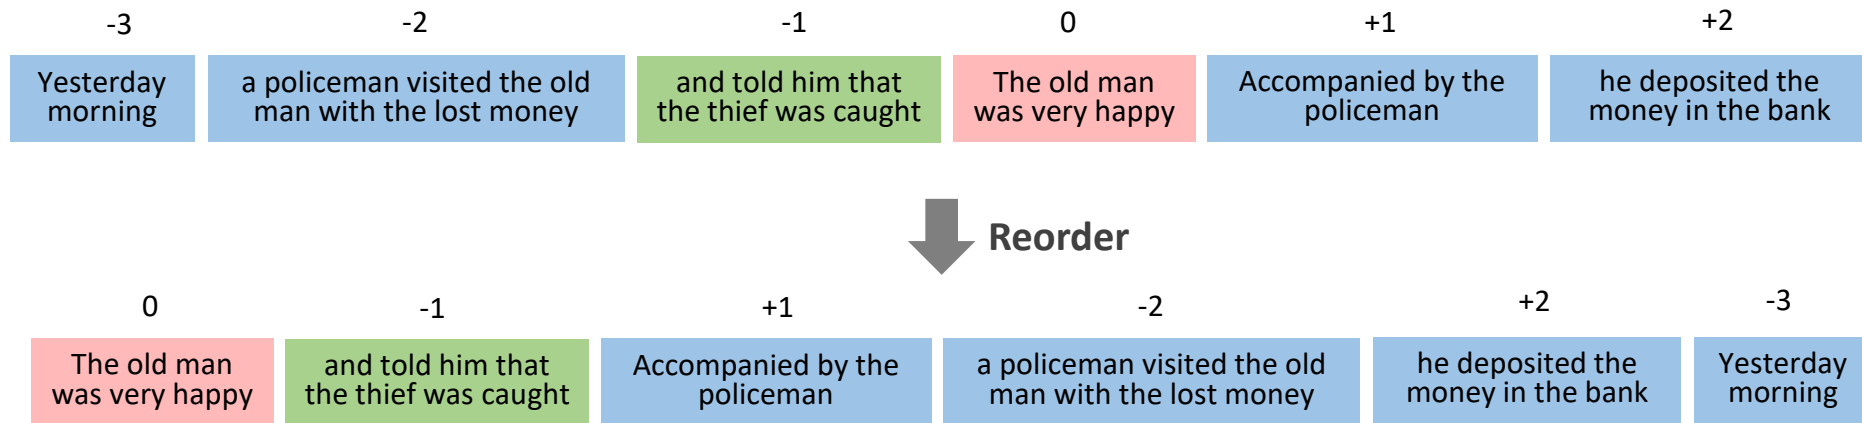 -3 -2 -1 0 +1 +2
Yesterday morning
a policeman visited the old
man with the lost money
and told him that
the thief was caught
The old man
was very happy
Accompanied by the
policeman
he deposited the
money in the bank
Reorder
0 -1 +1 -2 +2 -3
The old man
was very happy
and told him that
the thief was caught
Accompanied by the
policeman
a policeman visited the old
man with the lost money
he deposited the
money in the bank
Yesterday
morning